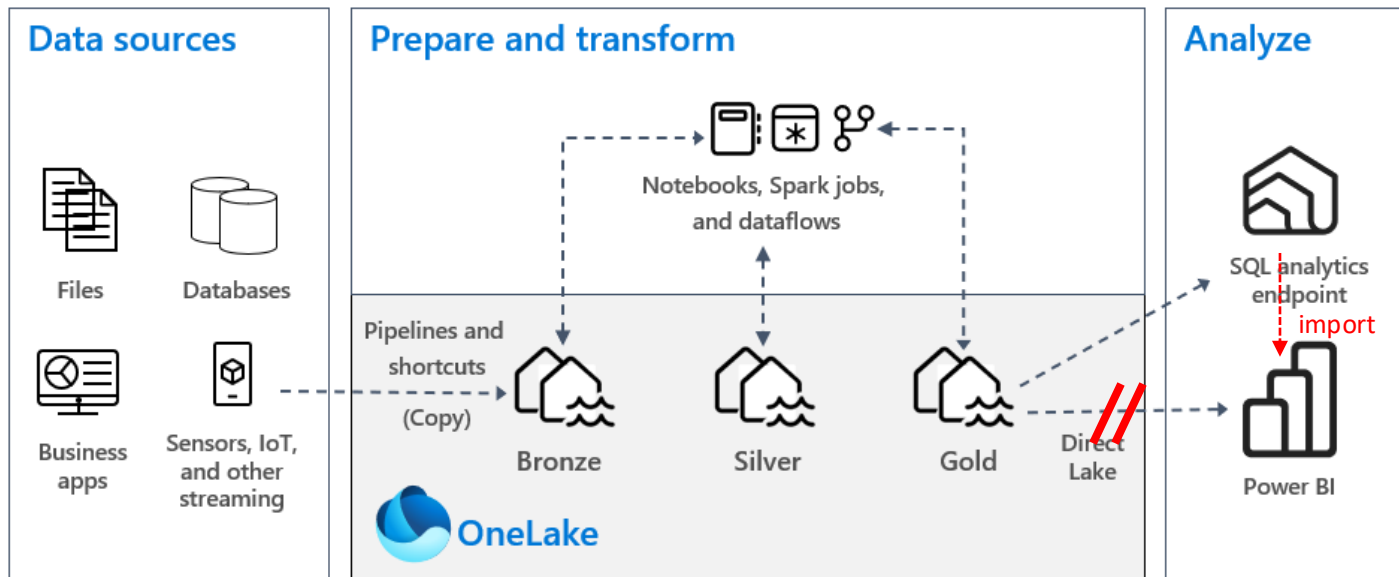 Data sources
Prepare and transform
Analyze
Files
Databases
Business
apps
Sensors, IoT,
and other
streaming
Notebooks, Spark jobs,
and dataflows
Pipelines and
shortcuts
(Copy)
Bronze
Silver
Gold
Direct
Lake
OneLake
SQL analytics
endpoint
import
Power BI